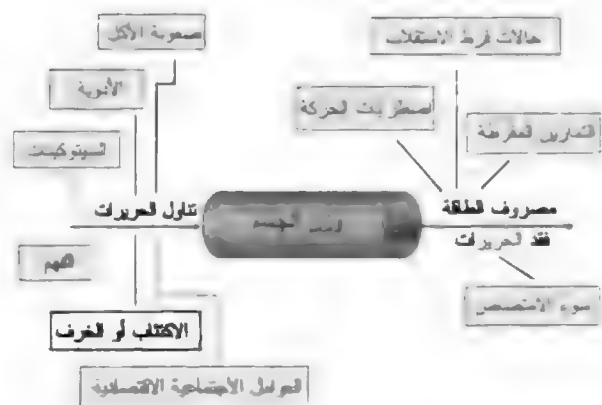 حالات فرط الاستقلاب
صعوبة الأكل
اضطرابات الحركة
الأدوية
التمارين المفرطة
السيتوكينات
مصروف الطاقة
تناول الحريرات
الجسم
فقد الحريرات
سوء الامتصاص
الاكتئاب أو الخرف
العوامل الاجتماعية الاقتصادية